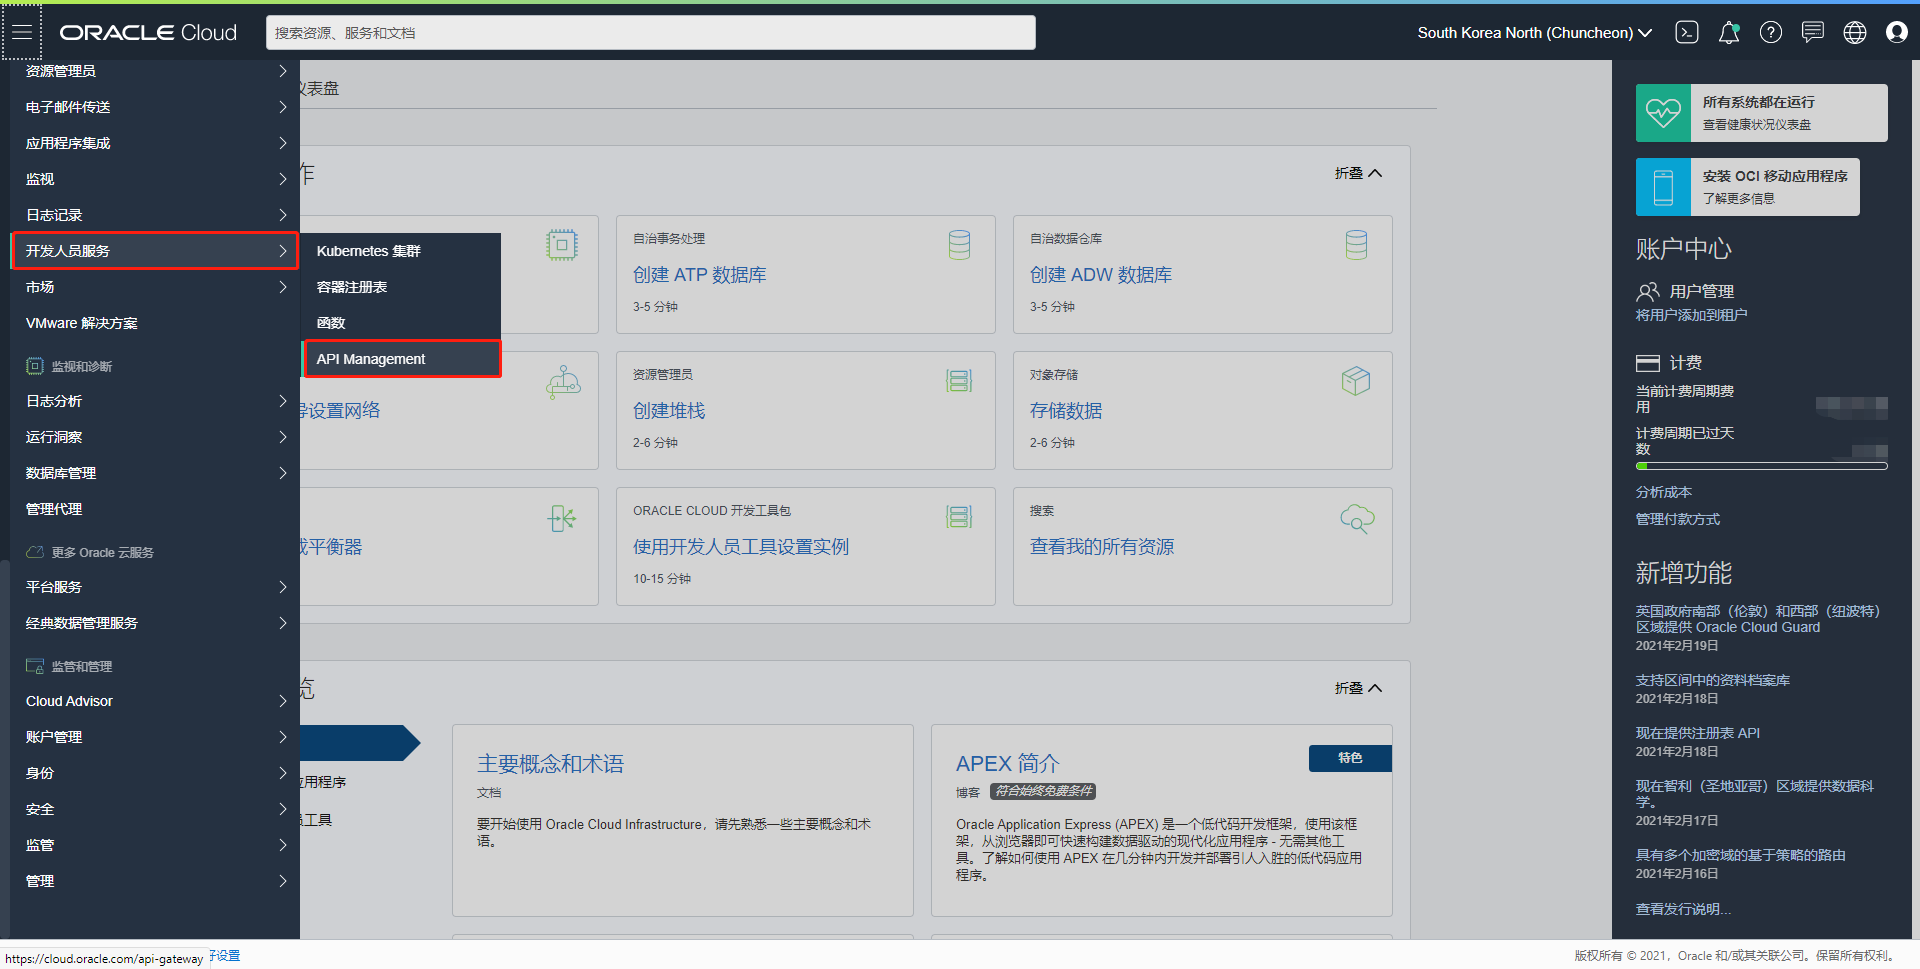 ORACLE Cloud
搜索资源、服务和文档
South Korea North (Chuncheon)
资源管理员
电子邮件传送
应用程序集成
监视
日志记录
开发人员服务
市场
VMware 解决方案
监视和诊断
日志分析
运行洞察
数据库管理
管理代理
更多 Oracle 云服务
平台服务
经典数据管理服务
监管和管理
Cloud Advisor
账户管理
身份
安全
监管
管理
Kubernetes 集群
容器注册表
函数
API Management
仪表盘
作
折叠
自治事务处理
创建 ATP 数据库
3-5 分钟
自治数据仓库
创建 ADW 数据库
3-5 分钟
导设置网络
资源管理员
创建堆栈
2-6 分钟
对象存储
存储数据
2-6 分钟
载平衡器
ORACLE CLOUD 开发工具包
使用开发人员工具设置实例
10-15 分钟
搜索
查看我的所有资源
览
折叠
应用程序
员工具
主要概念和术语
文档
要开始使用 Oracle Cloud Infrastructure，请先熟悉一些主要概念和术
语。
特色
APEX 简介
博客 符合始终免费条件
Oracle Application Express (APEX) 是一个低代码开发框架，使用该框
架，从浏览器即可快速构建数据驱动的现代化应用程序 - 无需其他工
具。了解如何使用 APEX 在几分钟内开发并部署引人入胜的低代码应用
程序。
所有系统都在运行
查看健康状况仪表盘
安装 OCI 移动应用程序
了解更多信息
账户中心
用户管理
将用户添加到租户
计费
当前计费周期费
用
计费周期已过天
数
分析成本
管理付款方式
新增功能
英国政府南部（伦敦）和西部（纽波特）
区域提供 Oracle Cloud Guard
2021年2月19日
支持区间中的资料档案库
2021年2月18日
现在提供注册表 API
2021年2月18日
现在智利（圣地亚哥）区域提供数据科
学。
2021年2月17日
具有多个加密域的基于策略的路由
2021年2月16日
查看发行说明...
https://cloud.oracle.com/api-gateway
好设置
版权所有 © 2021，Oracle 和/或其关联公司。保留所有权利。